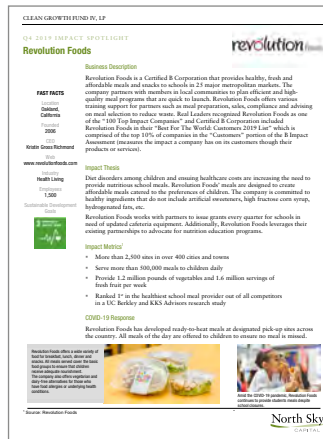 CLEAN GROWTH FUND IV, LP
Q4 2019 IMPACT SPOTLIGHT
Revolution Foods
revolution foods
FAST FACTS
Location
Oakland,
California
Founded
2006
CEO
Kristin Groos Richmond
Web
www.revolutionfoods.com
Industry
Health Living
Employees
1,500
Sustainable Development
Goals
Business Description
Revolution Foods is a Certified B Corporation that provides healthy, fresh and
affordable meals and snacks to schools in 23 major metropolitan markets. The
company partners with members in local communities to plan efficient and high-
quality meal programs that are quick to launch. Revolution Foods offers various
training support for partners such as meal preparation, sales, compliance and advising
on meal selection to reduce waste. Real Leaders recognized Revolution Foods as one
of the "100 Top Impact Companies" and Certified B Corporation included
Revolution Foods in their "Best For The World: Customers 2019 List" which is
comprised of the top 10% of companies in the "Customers" portion of the B Impact
Assessment (measures the impact a company has on its customers though their
products or services).
Impact Thesis
Diet disorders among children and ensuing healthcare costs are increasing the need to
provide nutritious school meals. Revolution Foods' meals are designed to create
affordable meals catered to the preferences of children. The company is committed to
healthy ingredients that do not include artificial sweeteners, high fructose corn syrup,
hydrogenated fats, etc.
Revolution Foods works with partners to issue grants every quarter for schools in
need of updated cafeteria equipment. Additionally, Revolution Foods leverages their
existing partnerships to advocate for nutrition education programs.
Impact Metrics¹
• More than 2,500 sites in over 400 cities and towns
• Serve more than 500,000 meals to children daily
• Provide 1.2 million pounds of vegetables and 1.6 million servings of
fresh fruit per week
• Ranked 1st in the healthiest school meal provider out of all competitors
in a UC Berkley and KKS Advisors research study
COVID-19 Response
Revolution Foods has developed ready-to-heat meals at designated pick-up sites across
the country. All meals of the day are offered to children to ensure no meal is missed.
Revolution Foods offers a wide variety of
food for breakfast, lunch, dinner and
snacks. All meals served cover the basic
food groups to ensure that children
receive adequate nourishment.
The company also offers vegetarian and
dairy-free alternatives for those who
have food allergies or underlying health
conditions.
Amid the COVID-19 pandemic, Revolution Foods
continues to provide students meals despite
school closures.
¹ Source: Revolution Foods
North Sky
CAPITAL